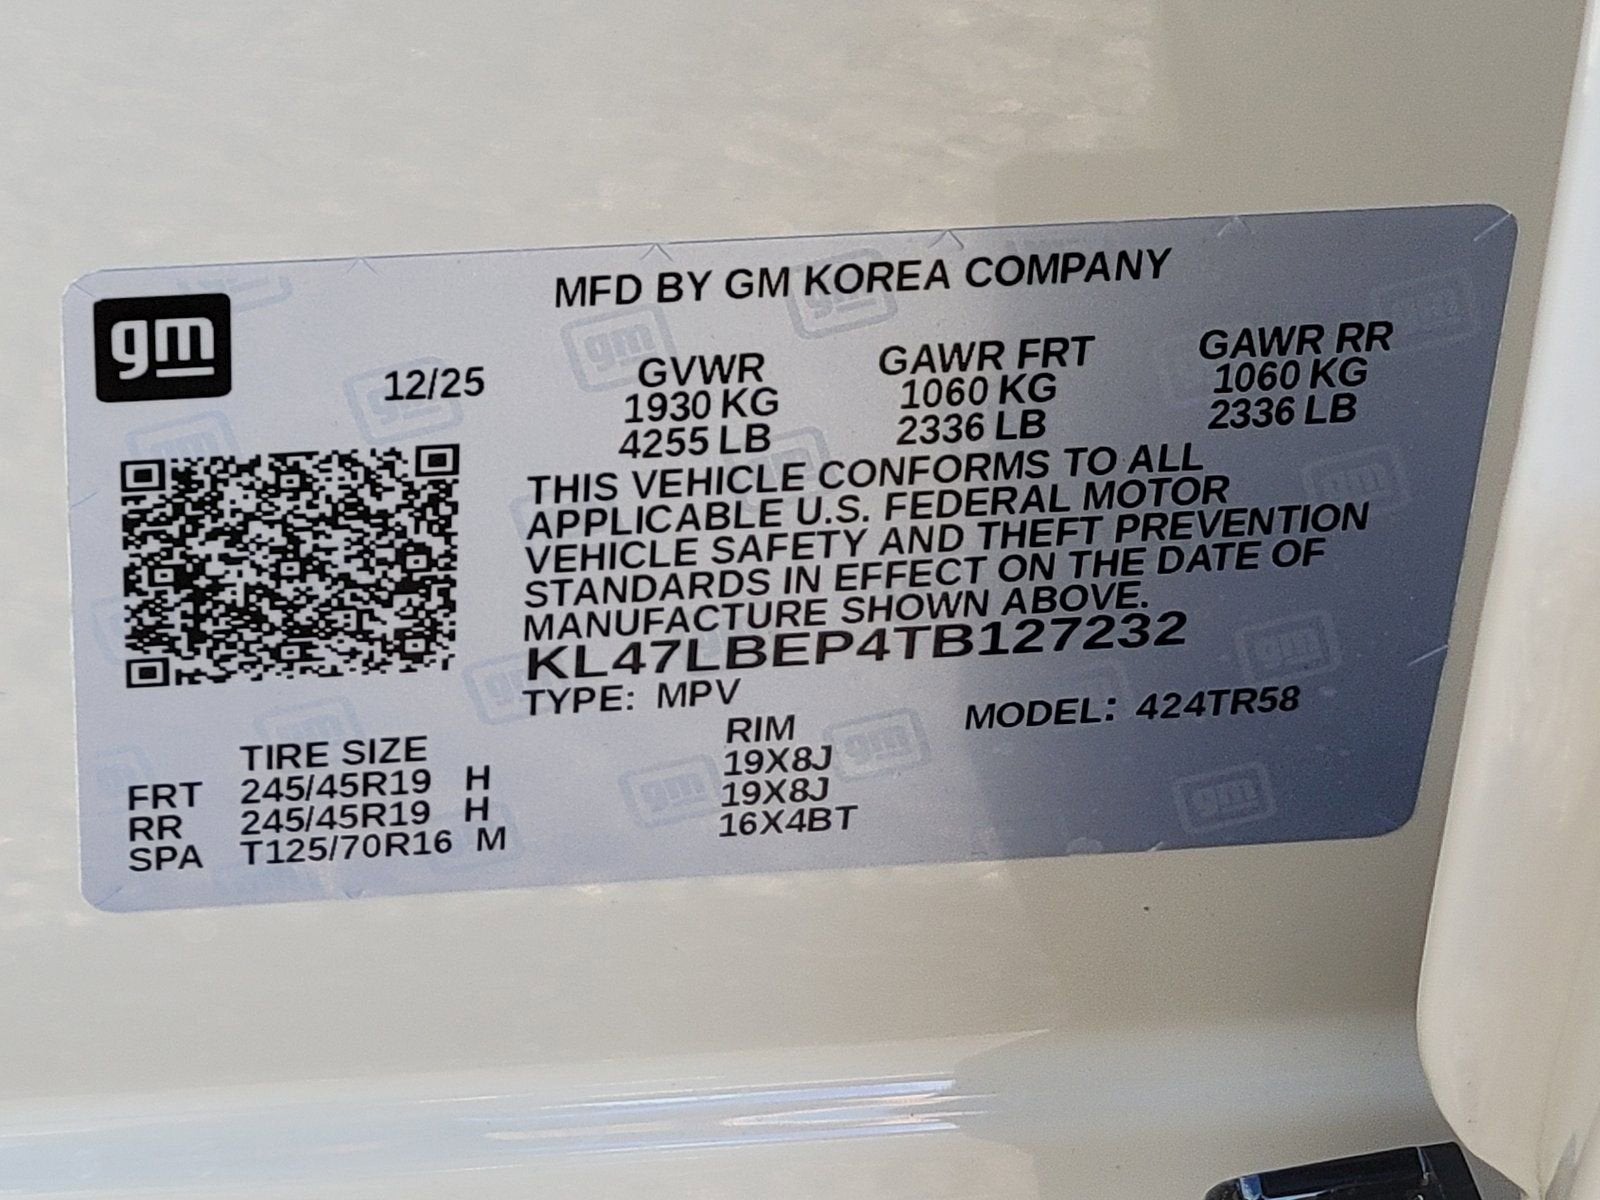 gm
MFD BY GM KOREA COMPANY
12/25
GVWR GAWR FRT GAWR RR
1930 KG 1060 KG 1060 KG
4255 LB 2336 LB 2336 LB
THIS VEHICLE CONFORMS TO ALL
APPLICABLE U.S. FEDERAL MOTOR
VEHICLE SAFETY AND THEFT PREVENTION
STANDARDS IN EFFECT ON THE DATE OF
MANUFACTURE SHOWN ABOVE.
KL47LBEP4TB127232
TYPE: MPV MODEL: 424TR58
TIRE SIZE RIM
FRT 245/45R19 H 19X8J
RR 245/45R19 H 19X8J
SPA T125/70R16 M 16X4BT